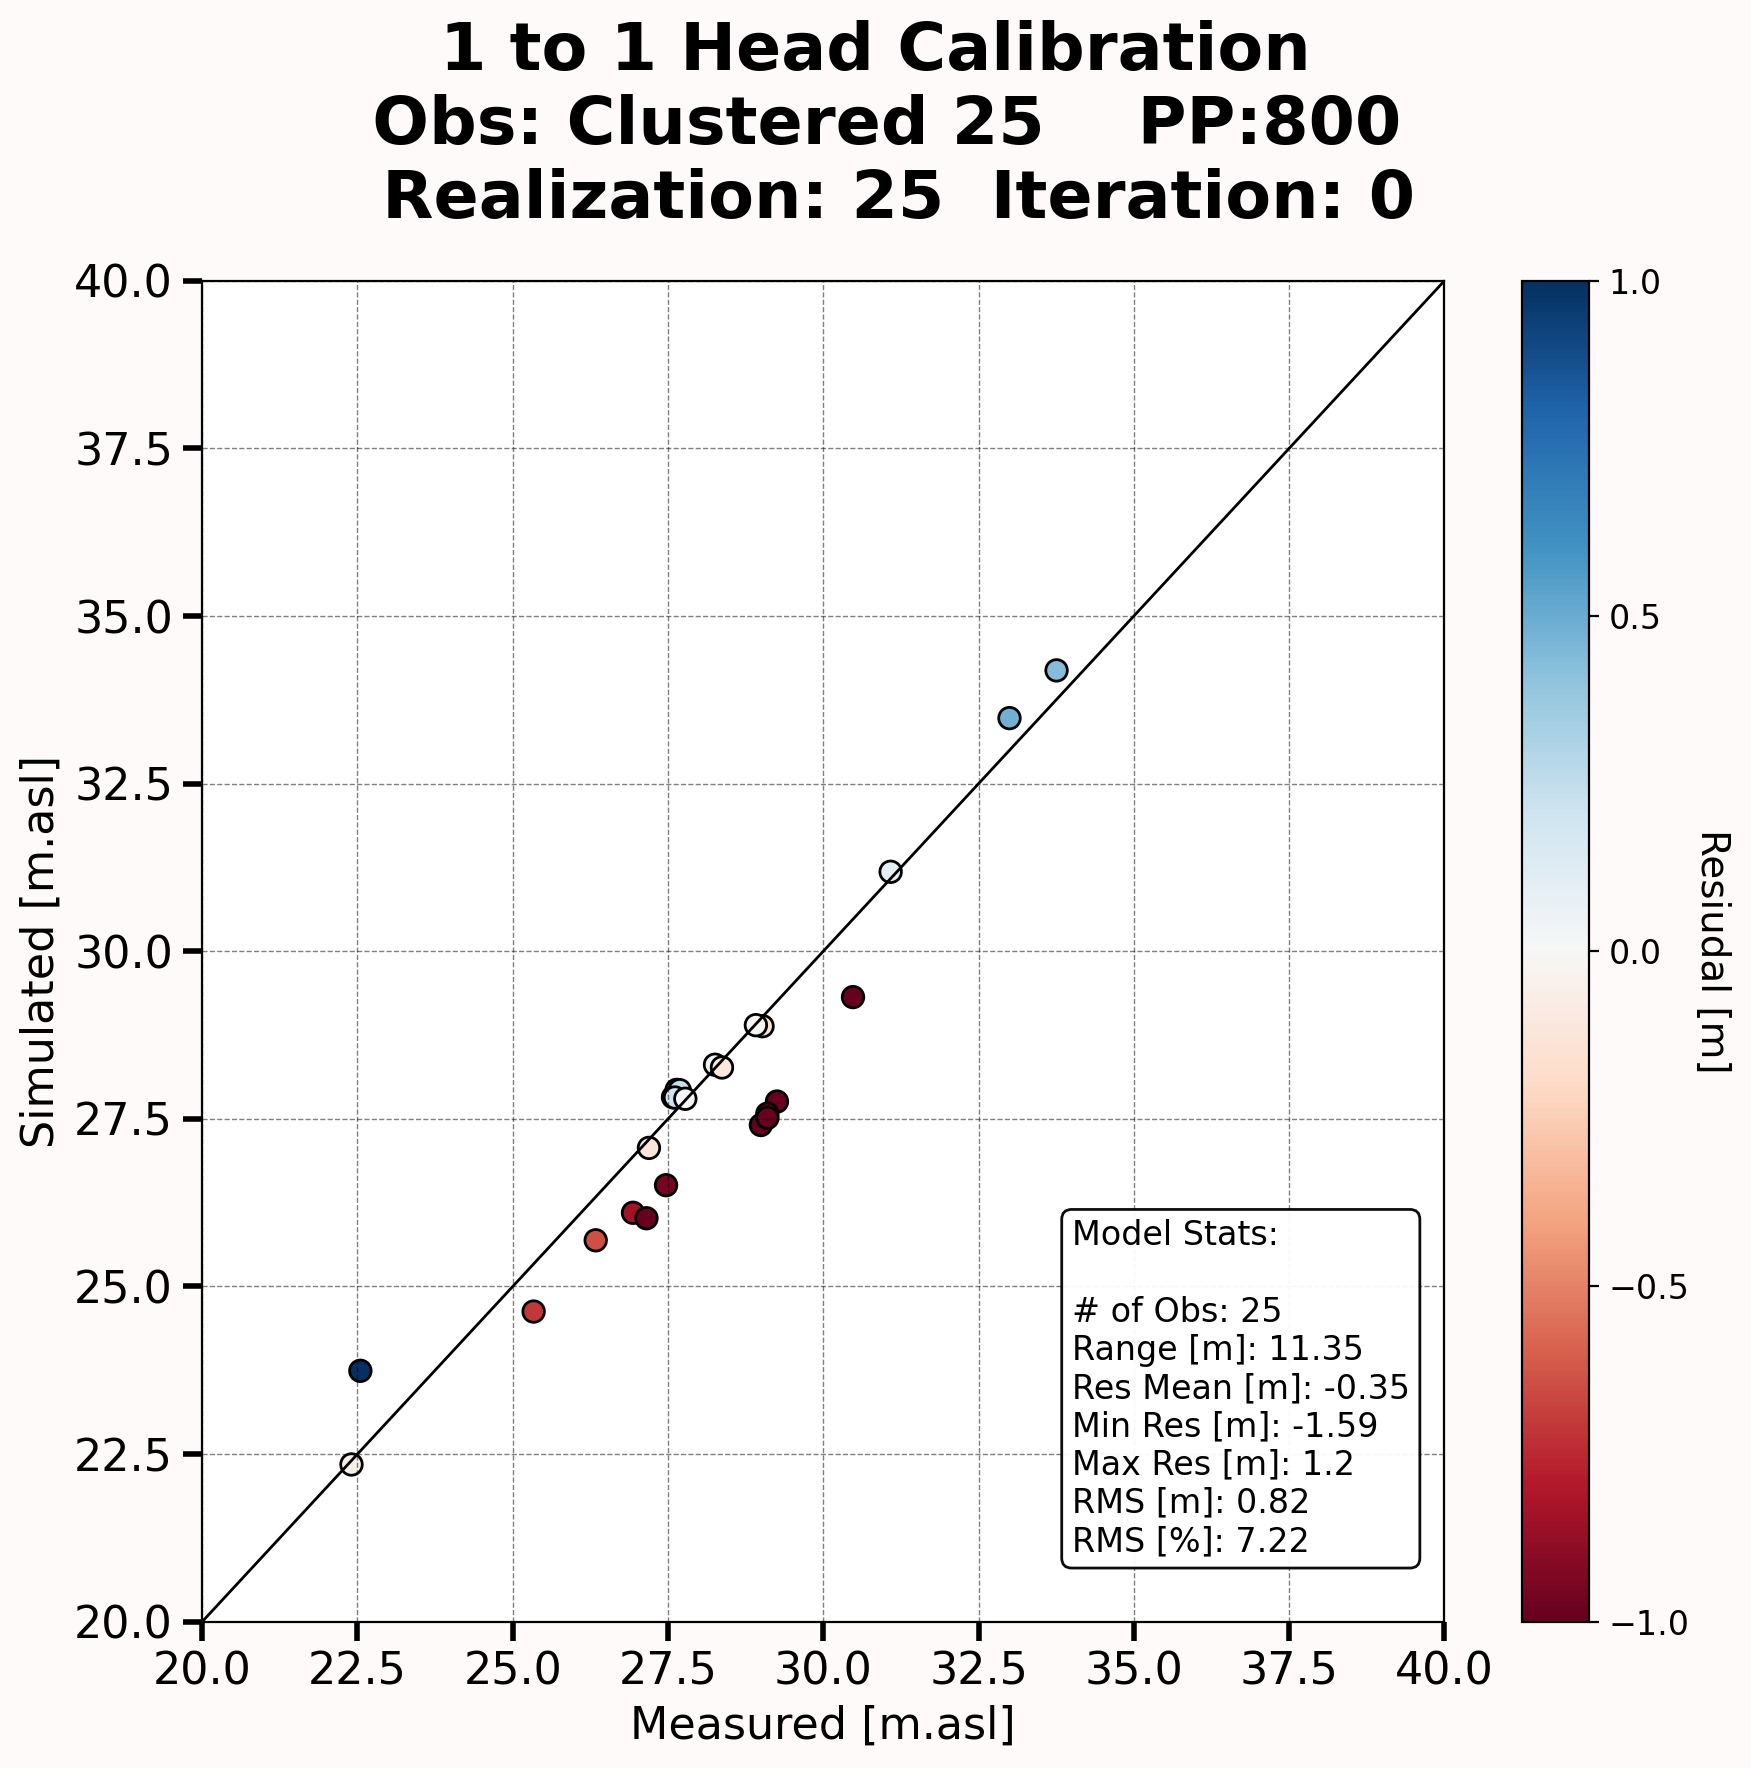 1 to 1 Head Calibration
Obs: Clustered 25    PP:800
Realization: 25  Iteration: 0
40.0
37.5
35.0
32.5
30.0
27.5
25.0
22.5
20.0
Simulated [m.asl]
20.0 22.5 25.0 27.5 30.0 32.5 35.0 37.5 40.0
Measured [m.asl]
Model Stats:
# of Obs: 25
Range [m]: 11.35
Res Mean [m]: -0.35
Min Res [m]: -1.59
Max Res [m]: 1.2
RMS [m]: 0.82
RMS [%]: 7.22
1.0
0.5
0.0
−0.5
−1.0
Resiudal [m]